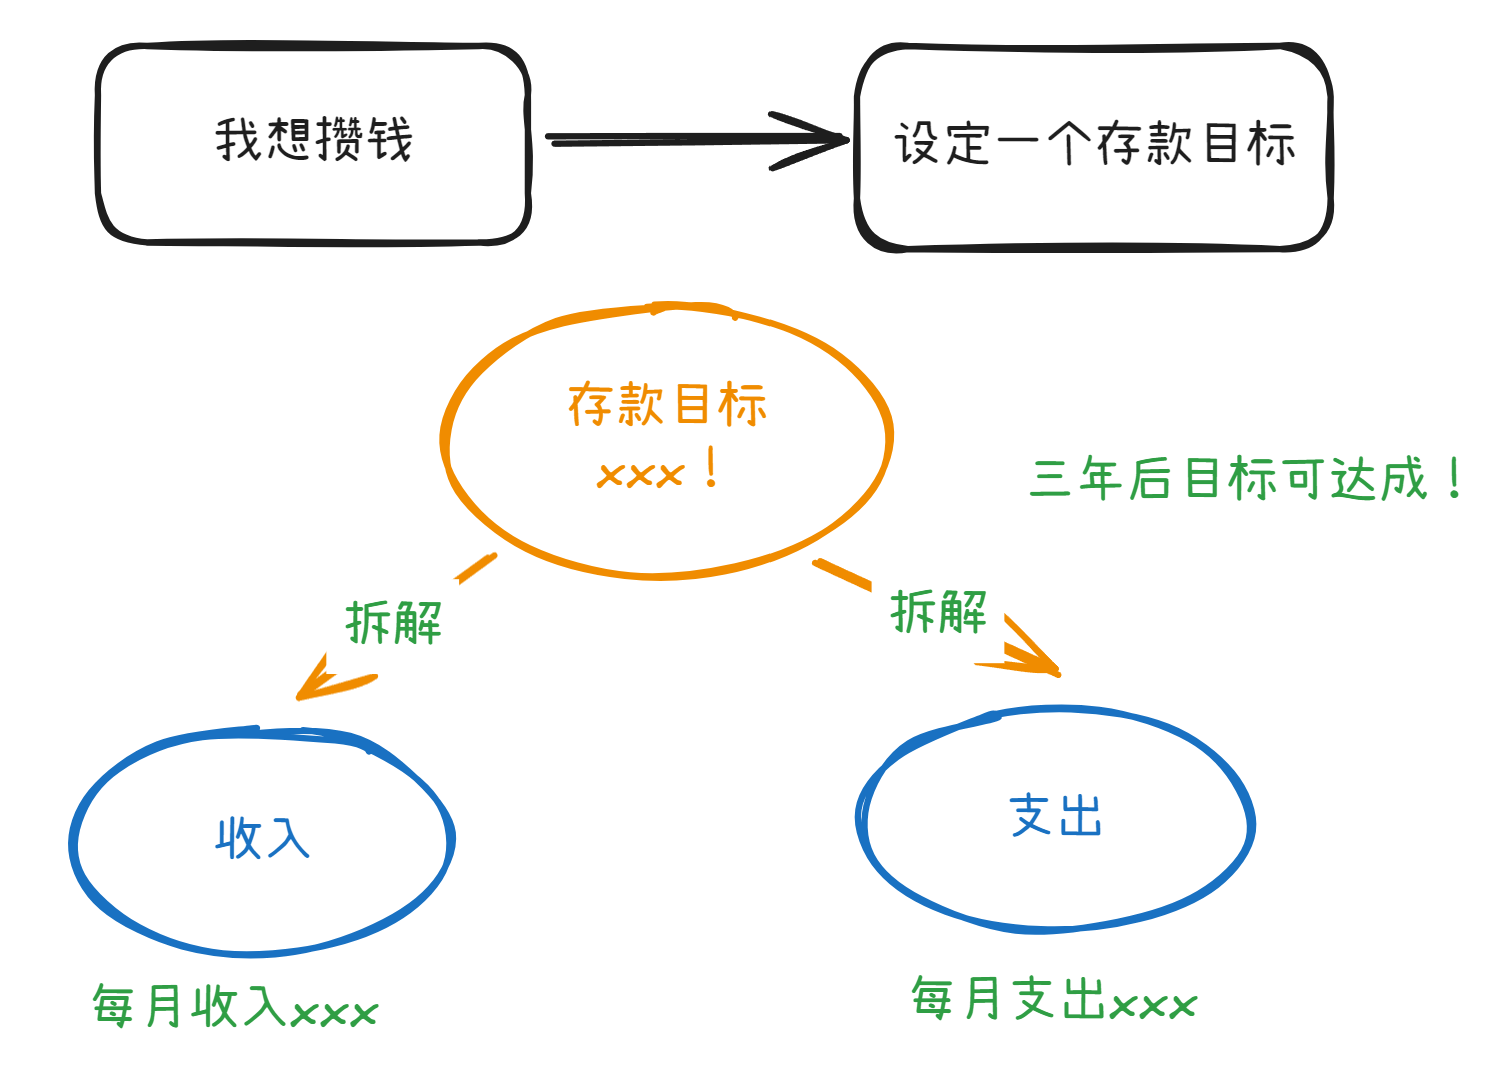 我想攒钱
设定一个存款目标
存款目标
xxx！
三年后目标可达成！
拆解
拆解
收入
支出
每月收入xxx
每月支出xxx